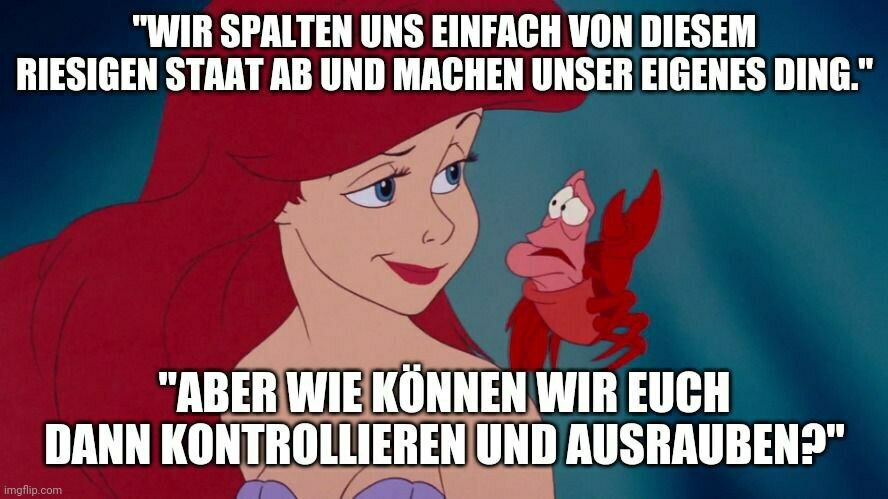 "WIR SPALTEN UNS EINFACH VON DIESEM
RIESIGEN STAAT AB UND MACHEN UNSER EIGENES DING."
"ABER WIE KÖNNEN WIR EUCH
DANN KONTROLLIEREN UND AUSRAUBEN?"
imgflip.com